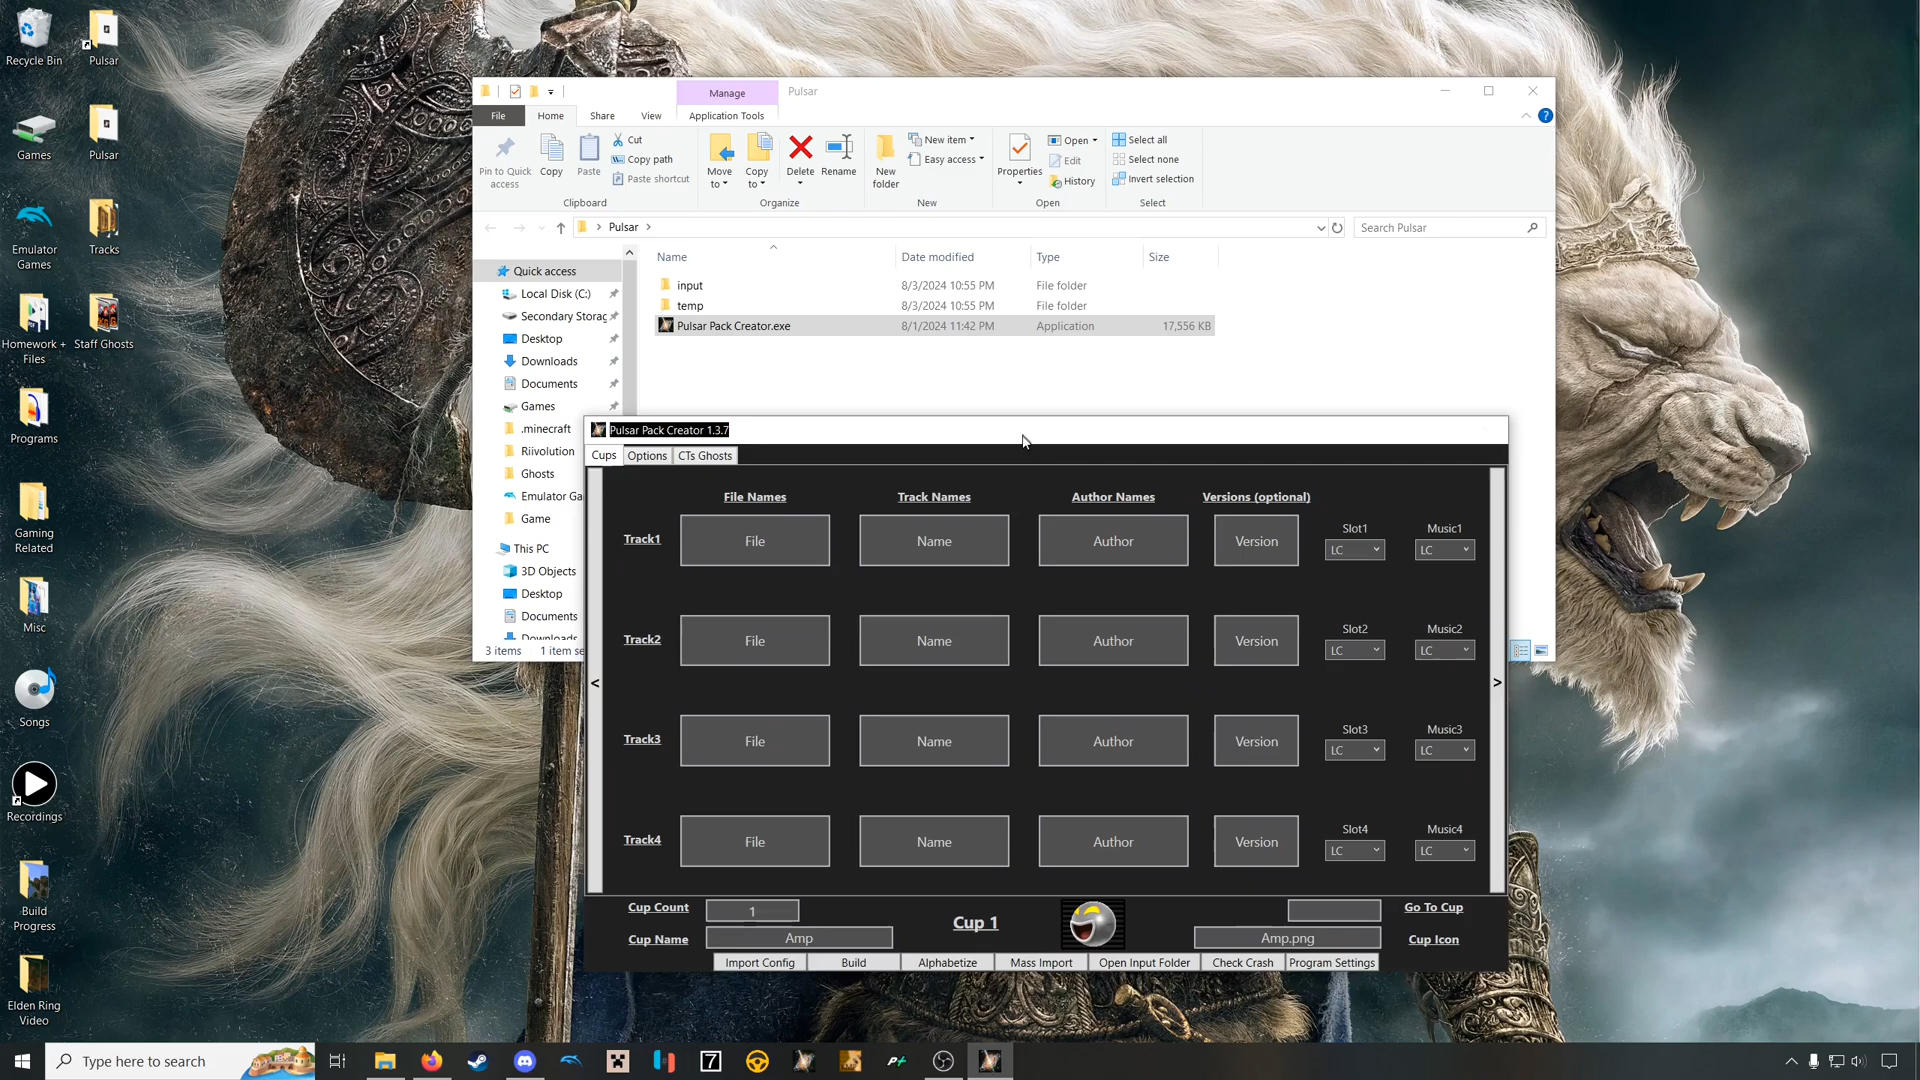 Recycle Bin
Pulsar
Games
Pulsar
Emulator
Games
Tracks
Homework +
Files
Staff Ghosts
Programs
Gaming
Related
Misc
Songs
Recordings
Build
Progress
Elden Ring
Video
Manage
Pulsar
File
Home
Share
View
Application Tools
Pin to Quick
access
Copy
Paste
Cut
Copy path
Paste shortcut
Clipboard
Move
to
Copy
to
Delete
Rename
Organize
New
folder
New item
Easy access
New
Properties
Open
Edit
History
Open
Select all
Select none
Invert selection
Select
> Pulsar >
Search Pulsar
Name
Date modified
Type
Size
input
8/3/2024 10:55 PM
File folder
temp
8/3/2024 10:55 PM
File folder
Pulsar Pack Creator.exe
8/1/2024 11:42 PM
Application
17,556 KB
Quick access
Local Disk (C:)
Secondary Storag
Desktop
Downloads
Documents
Games
.minecraft
Riivolution
Ghosts
Emulator Ga
Game
This PC
3D Objects
Desktop
Documents
Downloads
3 items
1 item se
Pulsar Pack Creator 1.3.7
Cups
Options
CTs Ghosts
File Names
Track Names
Author Names
Versions (optional)
Track1
File
Name
Author
Version
Slot1
LC
Music1
LC
Track2
File
Name
Author
Version
Slot2
LC
Music2
LC
Track3
File
Name
Author
Version
Slot3
LC
Music3
LC
Track4
File
Name
Author
Version
Slot4
LC
Music4
LC
<
>
Cup Count
1
Cup Name
Amp
Cup 1
Go To Cup
Amp.png
Cup Icon
Import Config
Build
Alphabetize
Mass Import
Open Input Folder
Check Crash
Program Settings
Type here to search
7